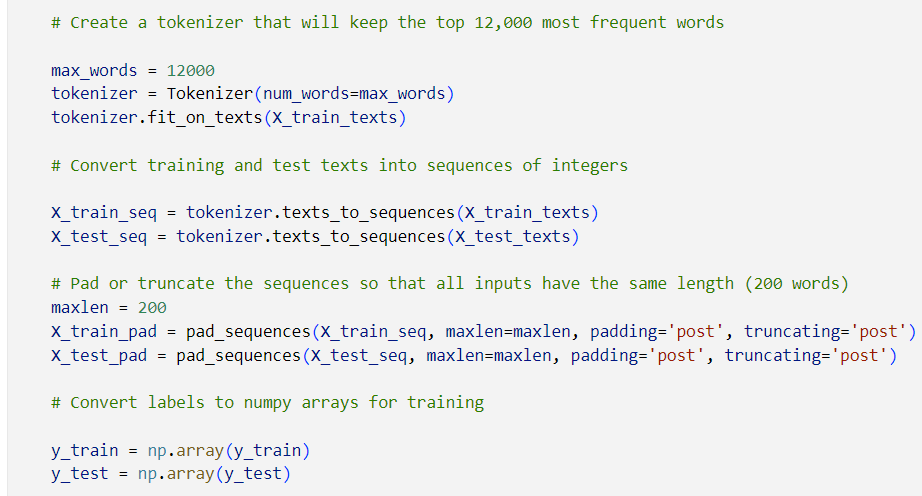 # Create a tokenizer that will keep the top 12,000 most frequent words
max_words = 12000
tokenizer = Tokenizer(num_words=max_words)
tokenizer.fit_on_texts(X_train_texts)
# Convert training and test texts into sequences of integers
X_train_seq = tokenizer.texts_to_sequences(X_train_texts)
X_test_seq = tokenizer.texts_to_sequences(X_test_texts)
# Pad or truncate the sequences so that all inputs have the same length (200 words)
maxlen = 200
X_train_pad = pad_sequences(X_train_seq, maxlen=maxlen, padding='post', truncating='post')
X_test_pad = pad_sequences(X_test_seq, maxlen=maxlen, padding='post', truncating='post')
# Convert labels to numpy arrays for training
y_train = np.array(y_train)
y_test = np.array(y_test)